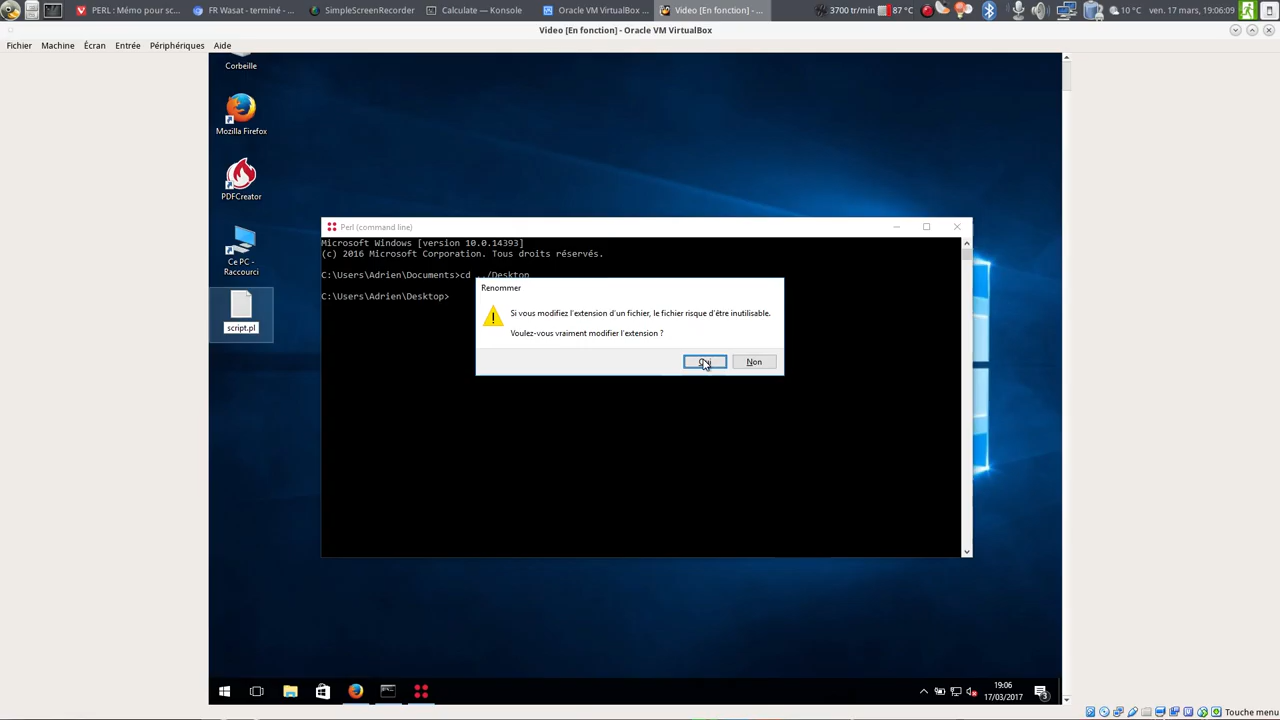 PERL : Mémo pour sc...
FR Wasat - terminé - ...
SimpleScreenRecorder
Calculate — Konsole
Oracle VM VirtualBox ...
Video [En fonction] - ...
3700 tr/min
87 °C
10 °C
ven. 17 mars, 19:06:09
Video [En fonction] - Oracle VM VirtualBox
Fichier Machine Écran Entrée Périphériques Aide
Corbeille
Mozilla Firefox
PDFCreator
Ce PC -
Raccourci
script.pl
Perl (command line)
Microsoft Windows [version 10.0.14393]
(c) 2016 Microsoft Corporation. Tous droits réservés.
C:\Users\Adrien\Documents>cd ../Desktop
C:\Users\Adrien\Desktop>
Renommer
Si vous modifiez l'extension d'un fichier, le fichier risque d'être inutilisable.
Voulez-vous vraiment modifier l'extension ?
Oui
Non
19:06
17/03/2017
3
Touche menu